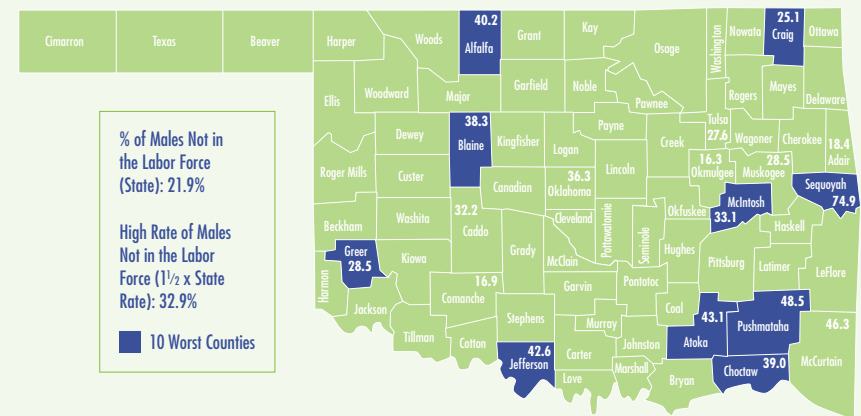 Cimarron
Texas
Beaver
Harper
Woods
40.2
Alfalfa
Grant
Kay
Osage
Washington
Nowata
25.1
Craig
Ottawa
Ellis
Woodward
Major
Garfield
Noble
Pawnee
Rogers
Mayes
Delaware
% of Males Not in
the Labor Force
(State): 21.9%
High Rate of Males
Not in the Labor
Force (1½ x State
Rate): 32.9%
10 Worst Counties
Dewey
38.3
Blaine
Kingfisher
Logan
Payne
Creek
Tulsa
27.6
Wagoner
Cherokee
18.4
Adair
Roger Mills
Custer
Canadian
36.3
Oklahoma
Lincoln
16.3
Okmulgee
28.5
Muskogee
Sequoyah
74.9
Beckham
Washita
32.2
Caddo
Grady
Cleveland
McClain
Pottowatomie
Seminole
Okfuskee
McIntosh
33.1
Haskell
Hughes
Pittsburg
Latimer
LeFlore
Greer
28.5
Kiowa
Harmon
Jackson
16.9
Comanche
Garvin
Pontotoc
Coal
43.1
Atoka
48.5
Pushmataha
46.3
McCurtain
Tillman
Cotton
Stephens
Murray
Johnston
42.6
Jefferson
Carter
Love
Marshall
Bryan
39.0
Choctaw